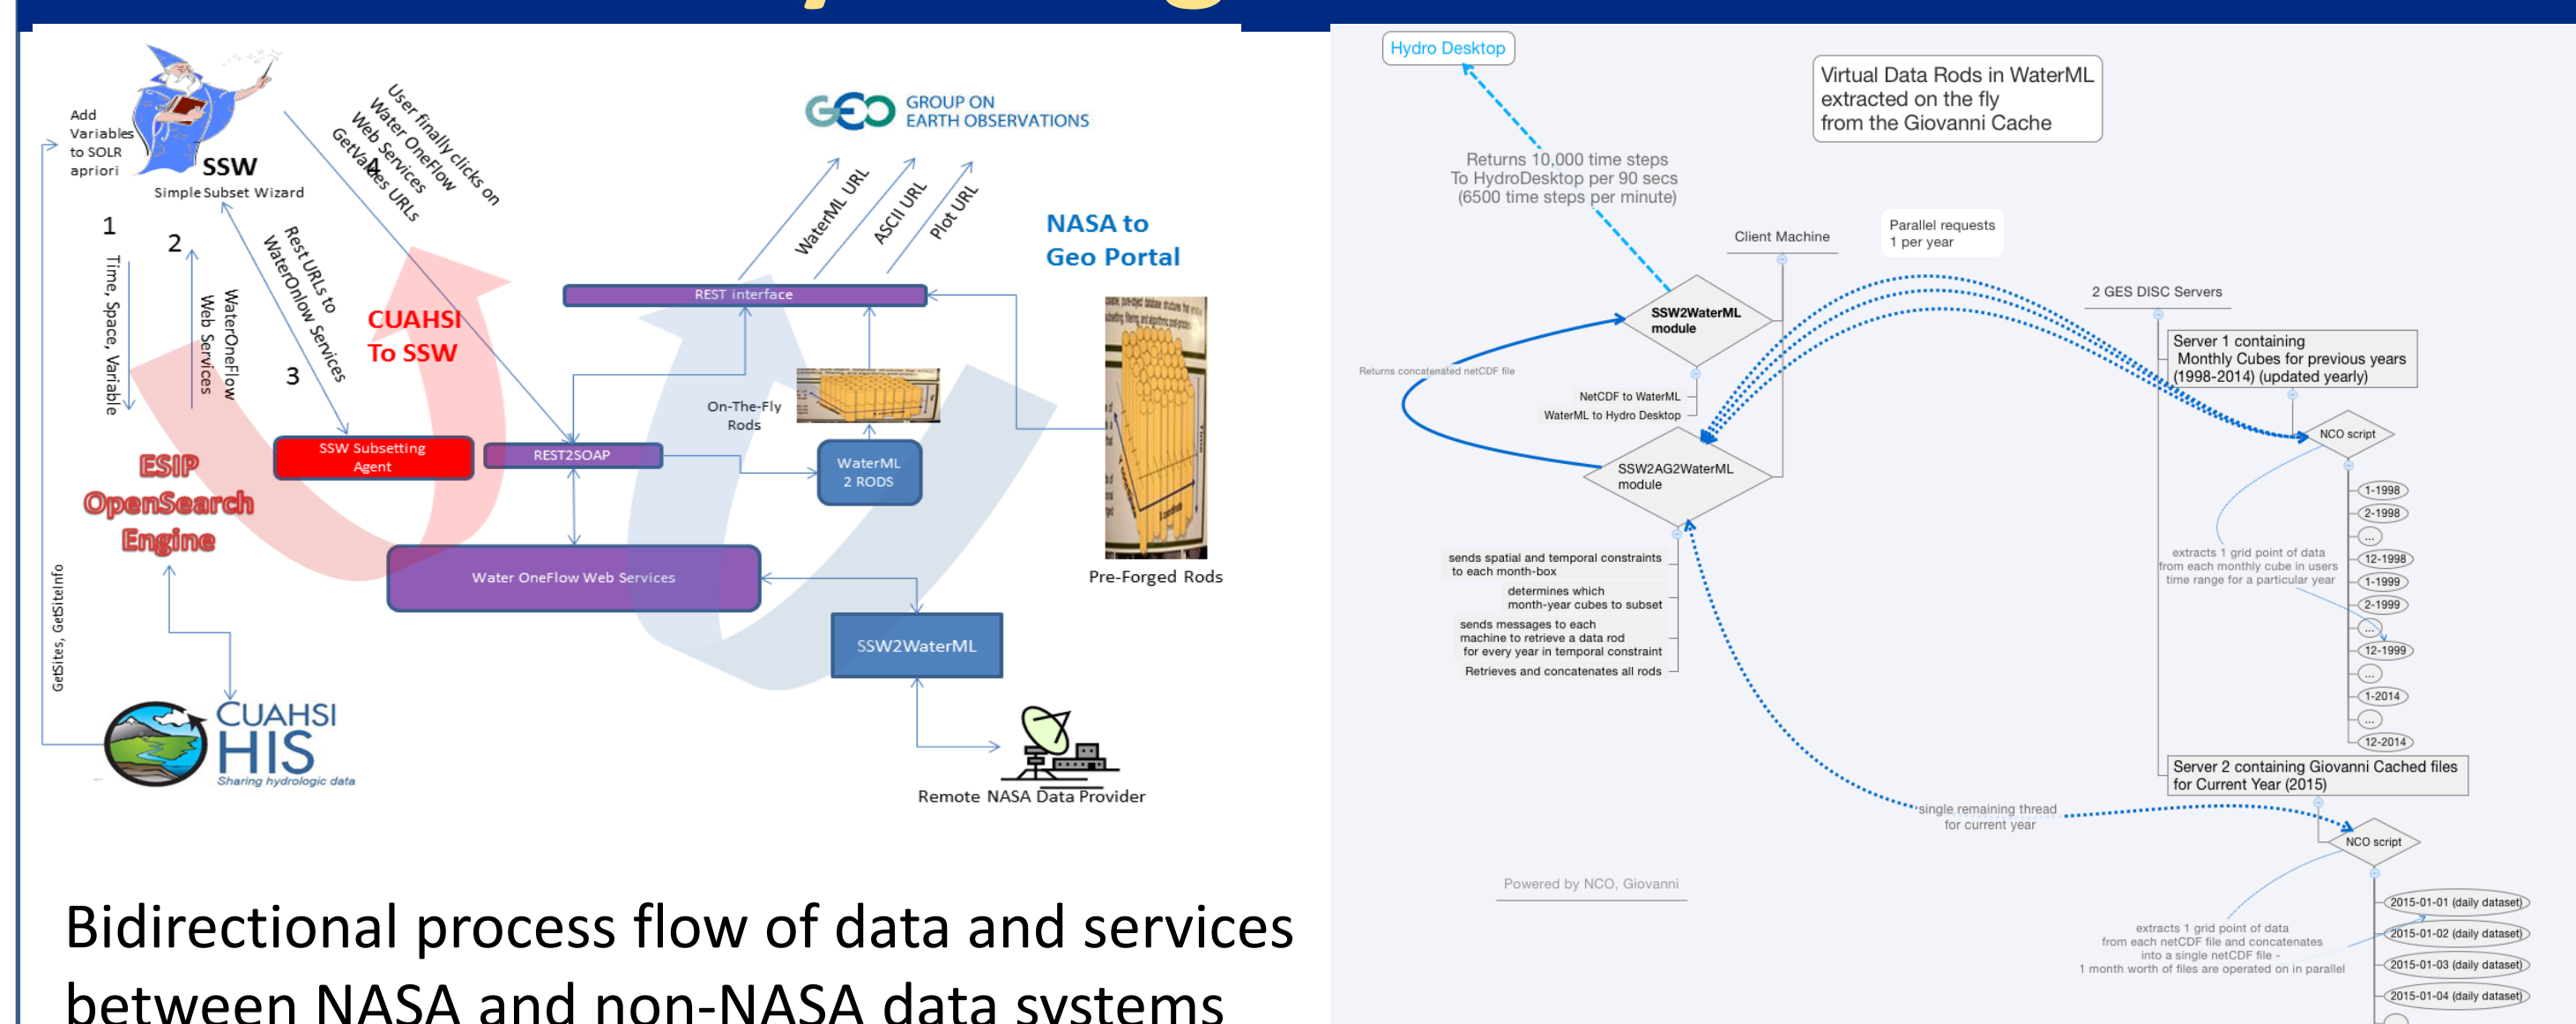 Add
Variables
to SOLR
apriori
SSW
Simple Subset Wizard
User finally clicks on
Water OneFlow
Web Services
GetValues URLs
4
GEO GROUP ON
EARTH OBSERVATIONS
WaterML URL
ASCII URL
Plot URL
NASA to
Geo Portal
1
2
Time, Space, Variable
WaterOneFlow
Web Services
Rest URLs to
WaterOnlow Services
3
CUAHSI
To SSW
REST interface
On-The-Fly
Rods
SSW Subsetting
Agent
REST2SOAP
WaterML
2 RODS
ESIP
OpenSearch
Engine
Water OneFlow Web Services
Pre-Forged Rods
SSW2WaterML
GetSites, GetSiteInfo
CUAHSI
HIS
Sharing hydrologic data
Remote NASA Data Provider
Bidirectional process flow of data and services
between NASA and non-NASA data systems
Hydro Desktop
Virtual Data Rods in WaterML
extracted on the fly
from the Giovanni Cache
Returns 10,000 time steps
To HydroDesktop per 90 secs
(6500 time steps per minute)
Client Machine
Parallel requests
1 per year
2 GES DISC Servers
SSW2WaterML
module
Returns concatenated netCDF file
NetCDF to WaterML
WaterML to Hydro Desktop
Server 1 containing
Monthly Cubes for previous years
(1998-2014) (updated yearly)
NCO script
SSW2AG2WaterML
module
1-1998
2-1998
...
12-1998
1-1999
2-1999
...
12-1999
...
1-2014
...
12-2014
extracts 1 grid point of data
from each monthly cube in users
time range for a particular year
sends spatial and temporal constraints
to each month-box
determines which
month-year cubes to subset
sends messages to each
machine to retrieve a data rod
for every year in temporal constraint
Retrieves and concatenates all rods
Server 2 containing Giovanni Cached files
for Current Year (2015)
single remaining thread
for current year
NCO script
Powered by NCO, Giovanni
extracts 1 grid point of data
from each netCDF file and concatenates
into a single netCDF file -
1 month worth of files are operated on in parallel
2015-01-01 (daily dataset)
2015-01-02 (daily dataset)
2015-01-03 (daily dataset)
2015-01-04 (daily dataset)